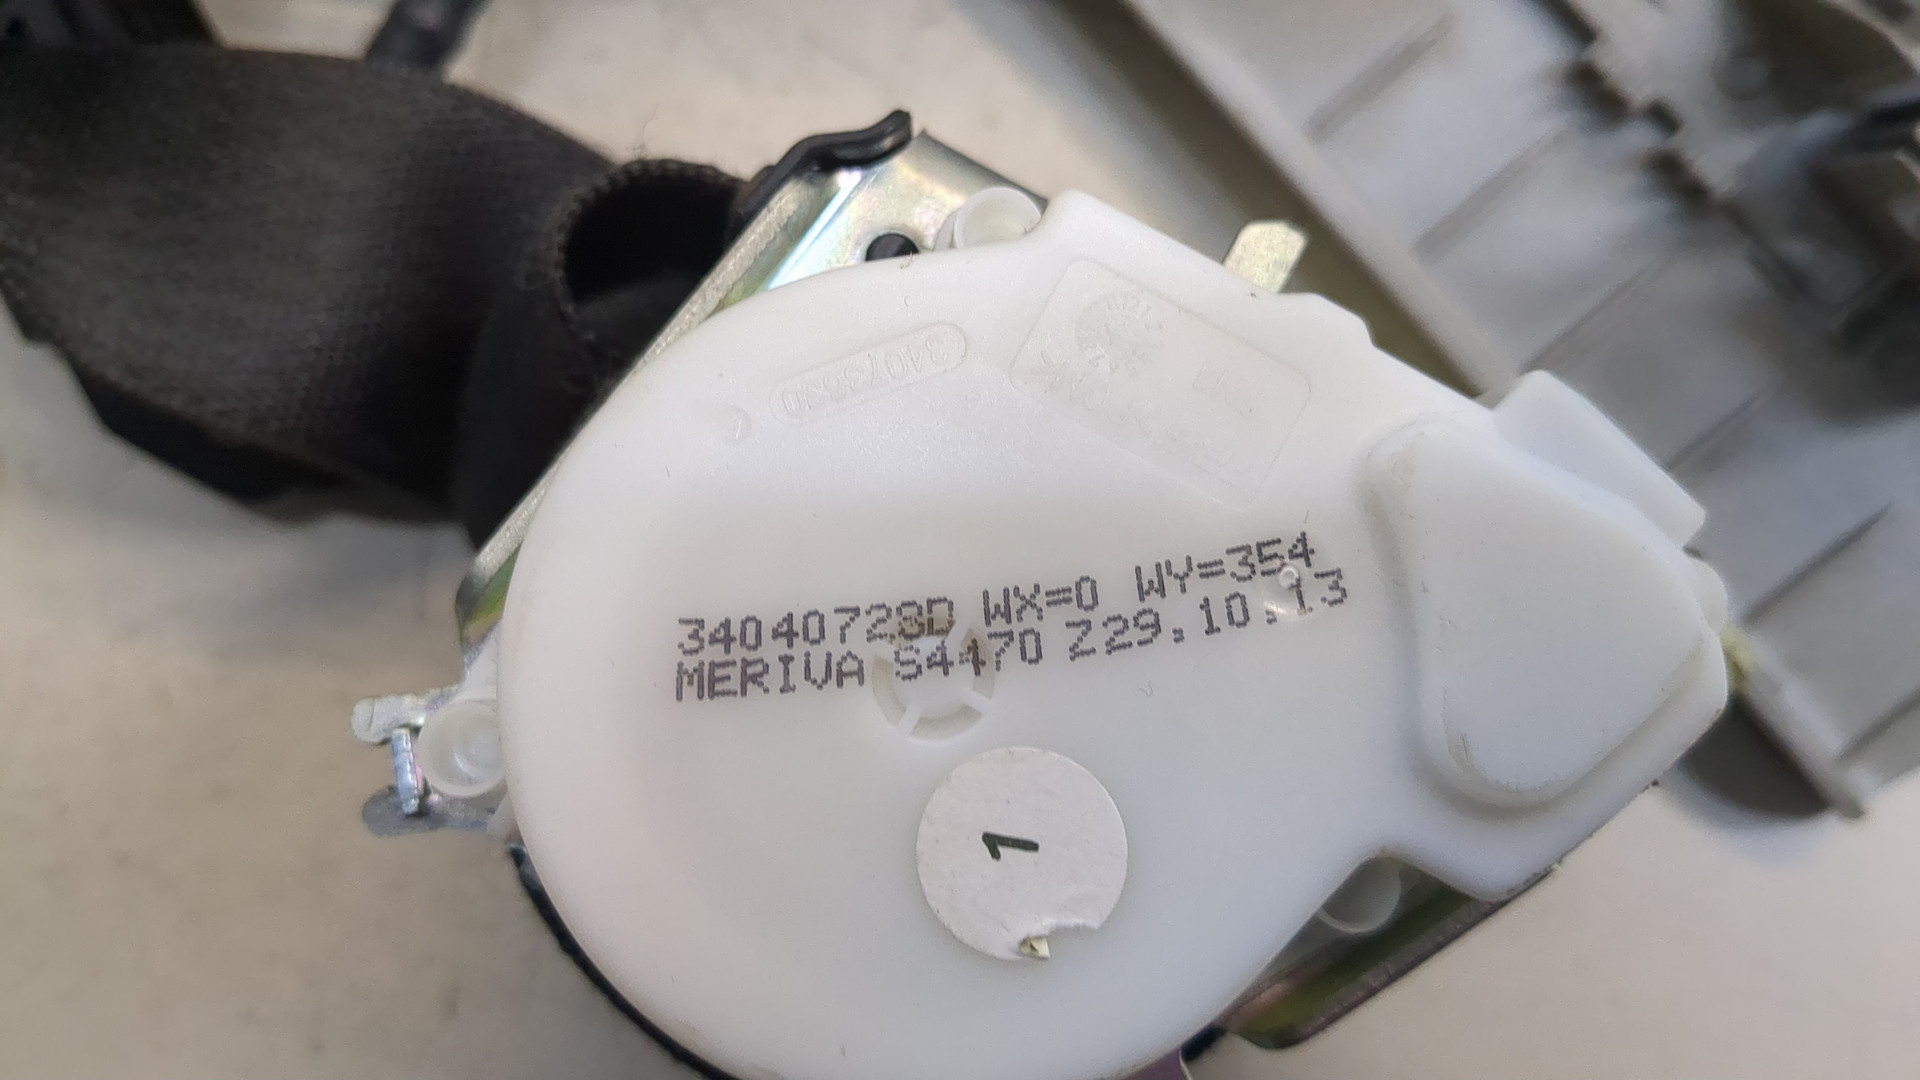 34073630
34040728D WX=0 WY=354
MERIVA S4470 Z29.10.13
1